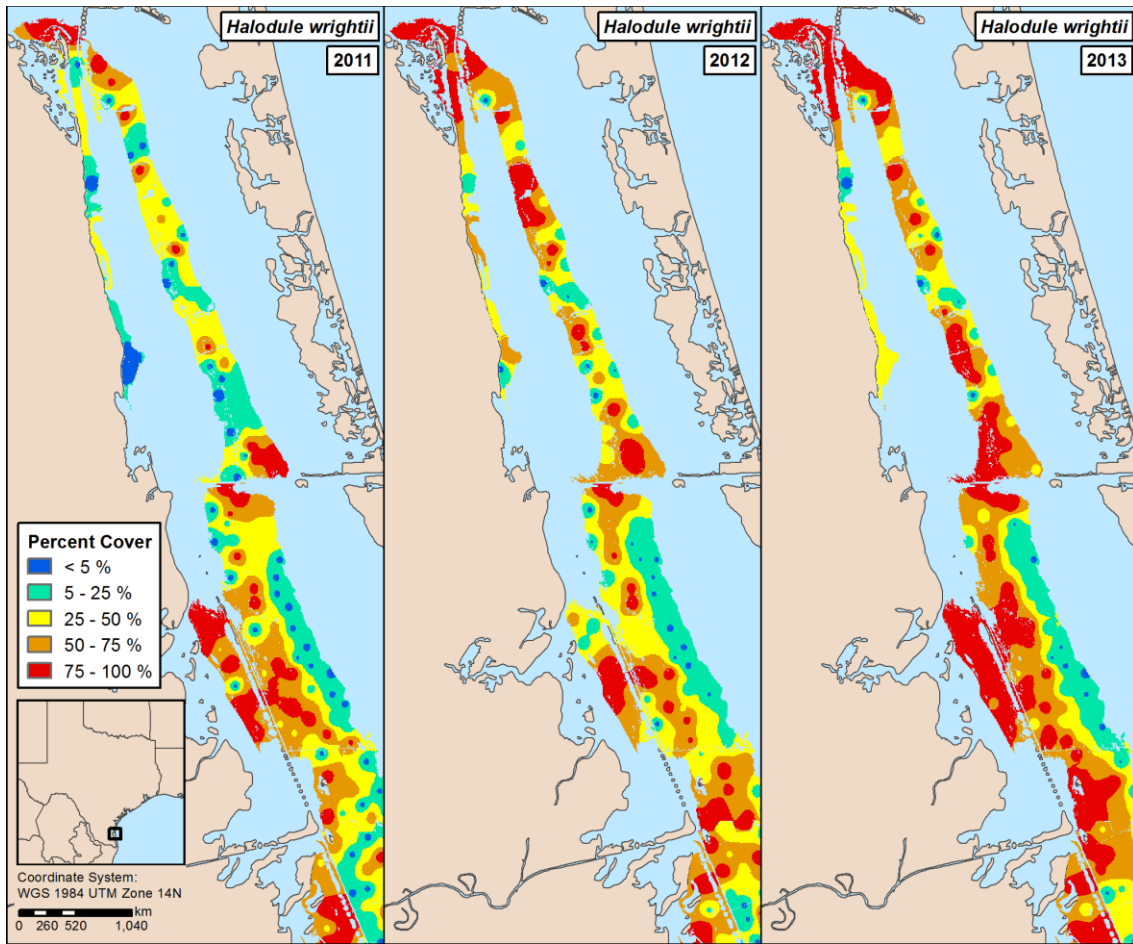 Halodule wrightii
2011
Halodule wrightii
2012
Halodule wrightii
2013
Percent Cover
< 5 %
5 - 25 %
25 - 50 %
50 - 75 %
75 - 100 %
Coordinate System:
WGS 1984 UTM Zone 14N
km
0 260 520 1,040